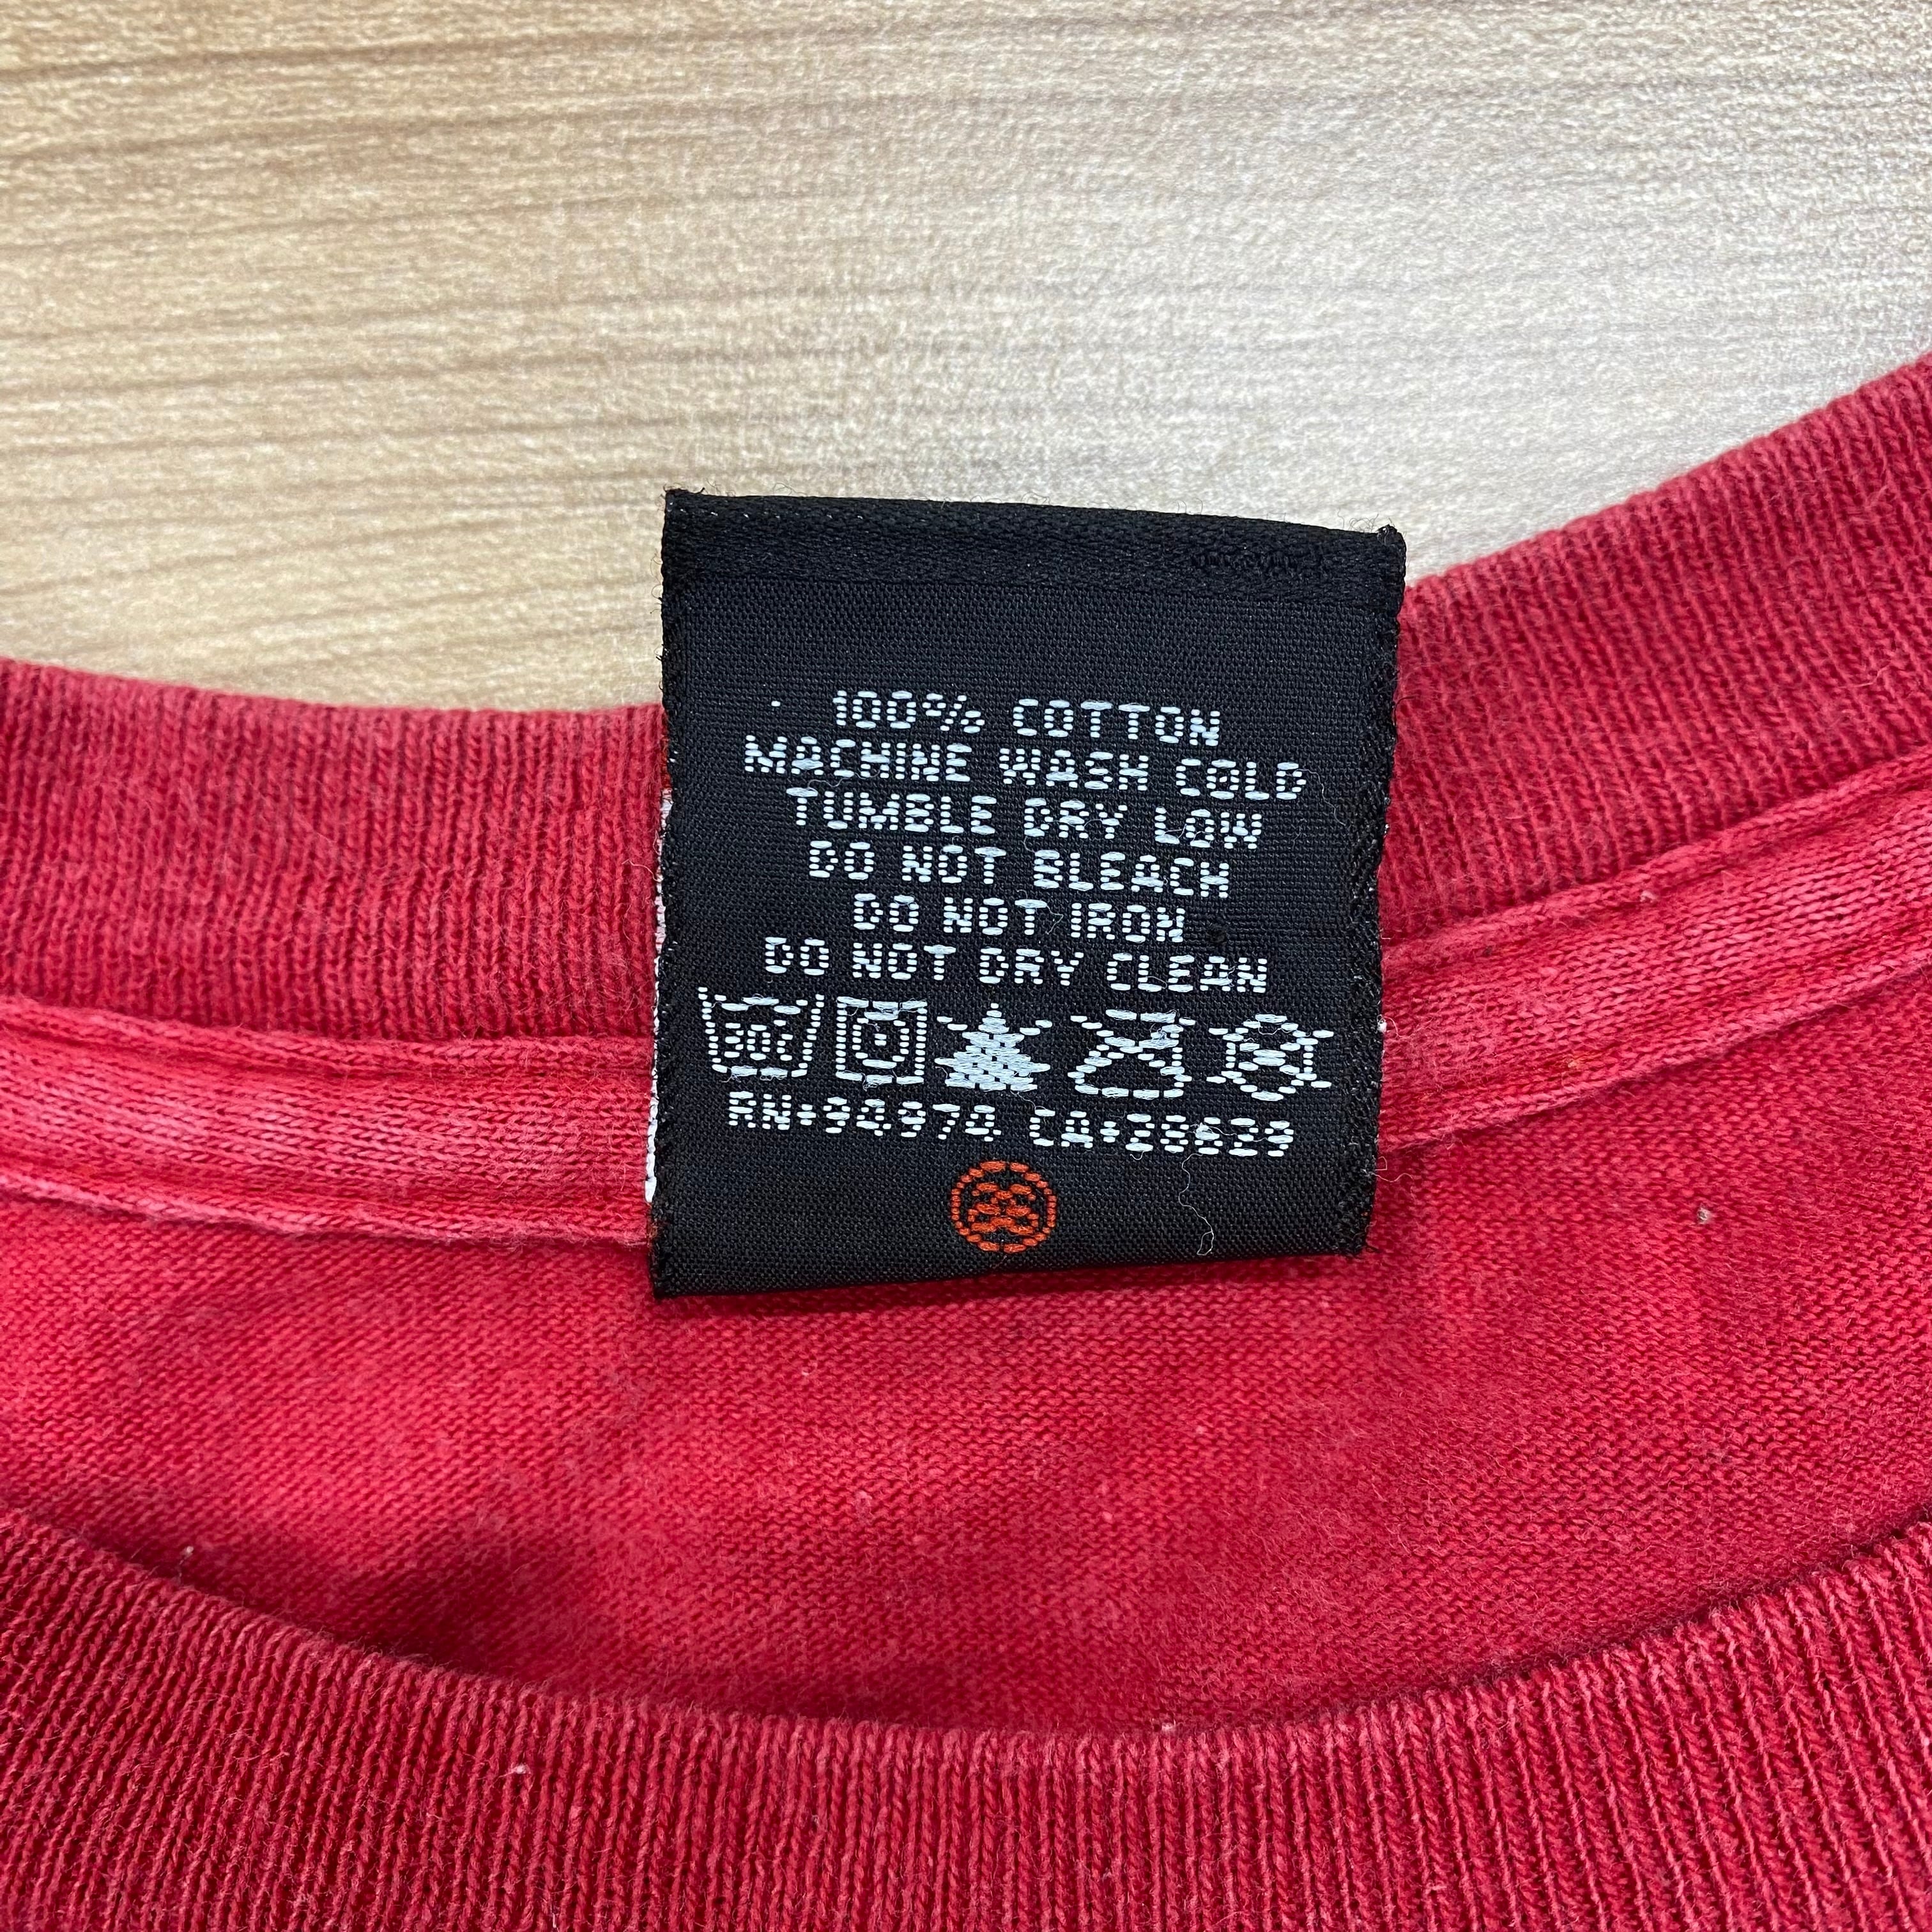 100% COTTON
MACHINE WASH COLD
TUMBLE DRY LOW
DO NOT BLEACH
DO NOT IRON
DO NOT DRY CLEAN
30C
RN•94974 CA•28629